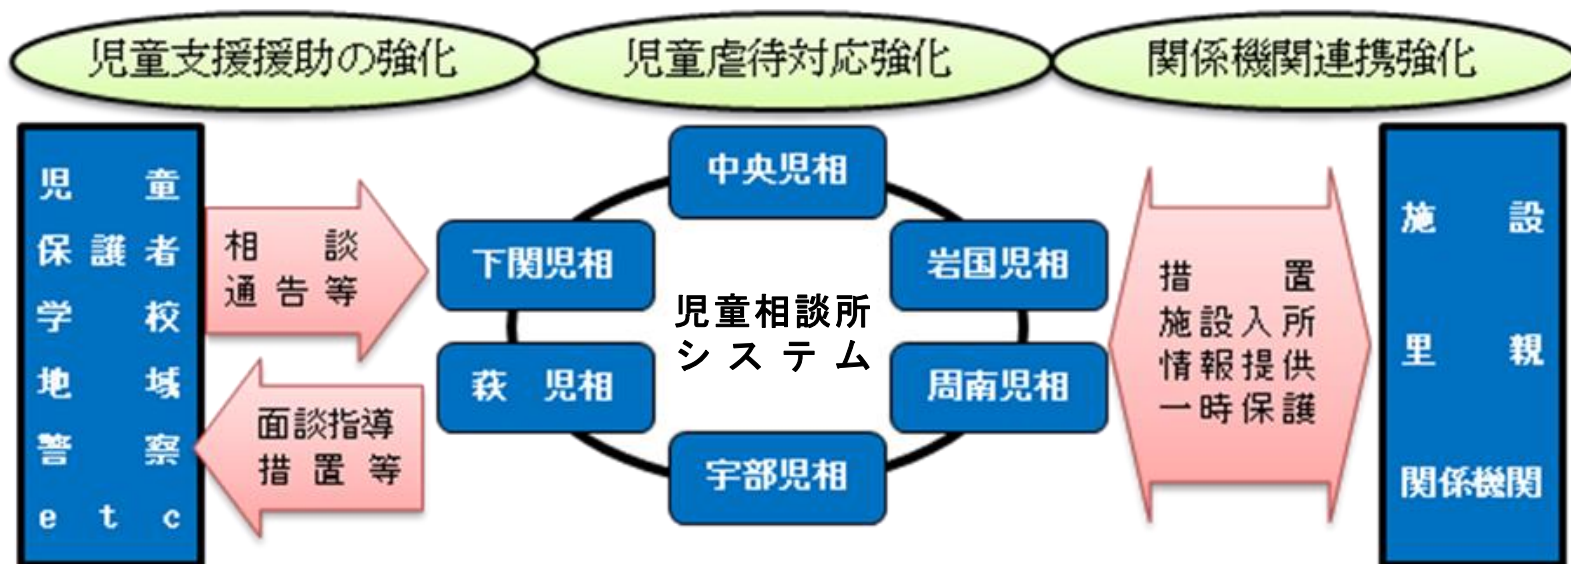 児童支援援助の強化
児童虐待対応強化
関係機関連携強化
児童
保護者
学校
地域
警察
etc
相談
通告等
面談指導
措置等
中央児相
下関児相
岩国児相
児童相談所
システム
萩 児相
周南児相
宇部児相
措置
施設入所
情報提供
一時保護
施設
里親
関係機関